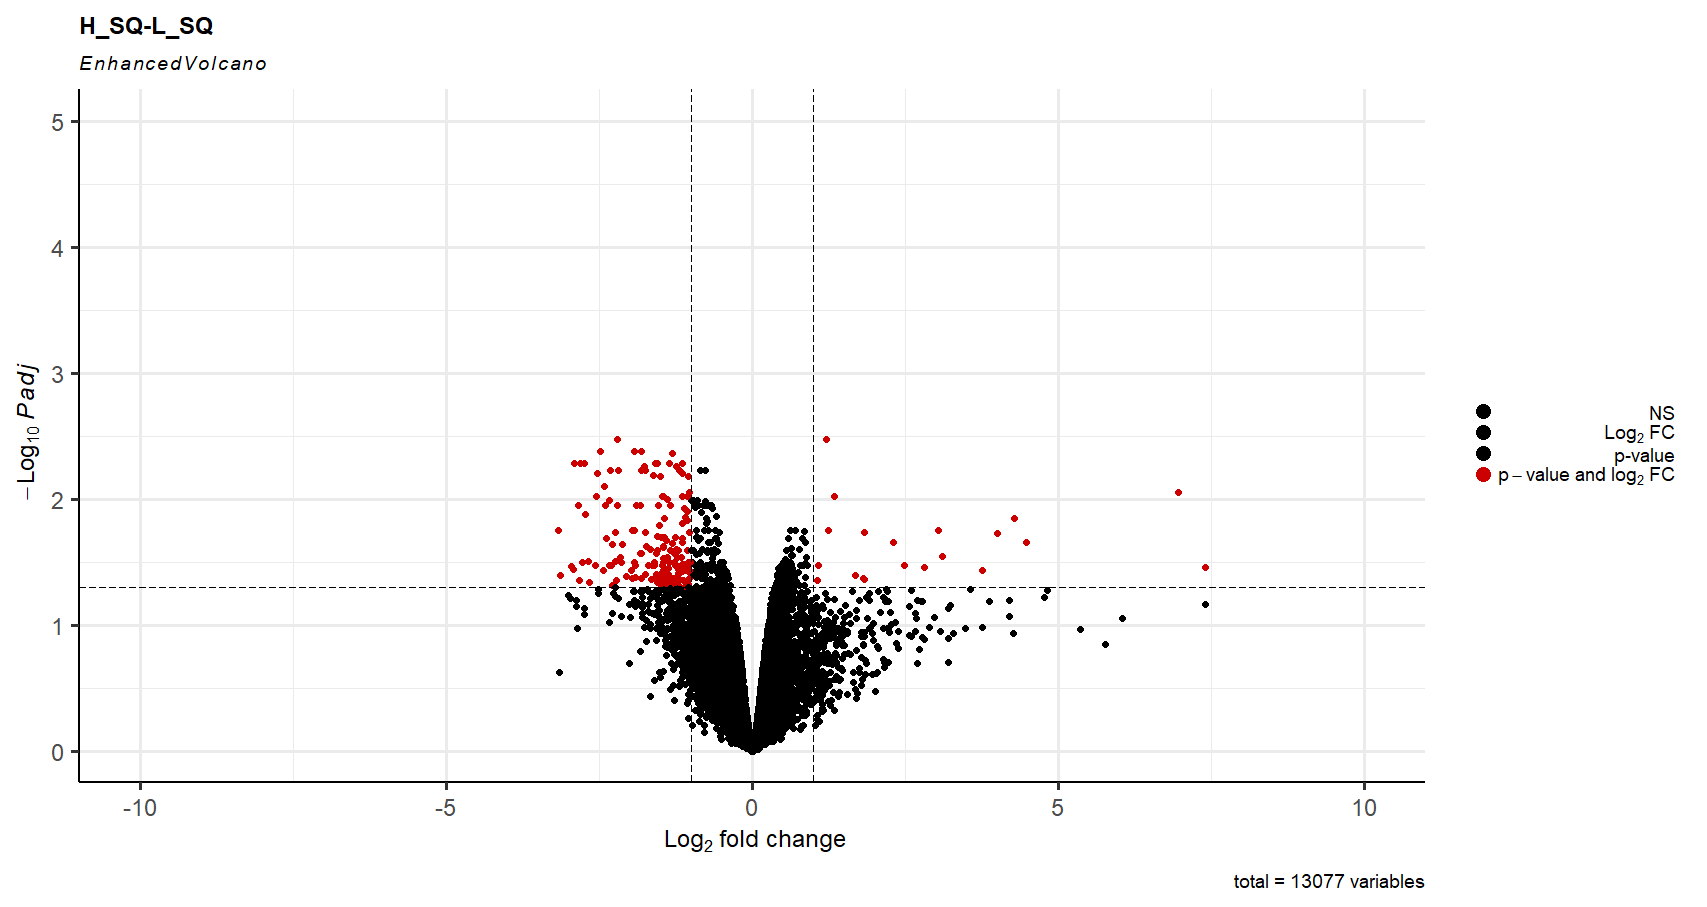 H_SQ-L_SQ
EnhancedVolcano
5
4
3
2
1
0
−Log₁₀ Padj
-10 -5 0 5 10
Log₂ fold change
NS
Log₂ FC
p-value
p − value and log₂ FC
total = 13077 variables